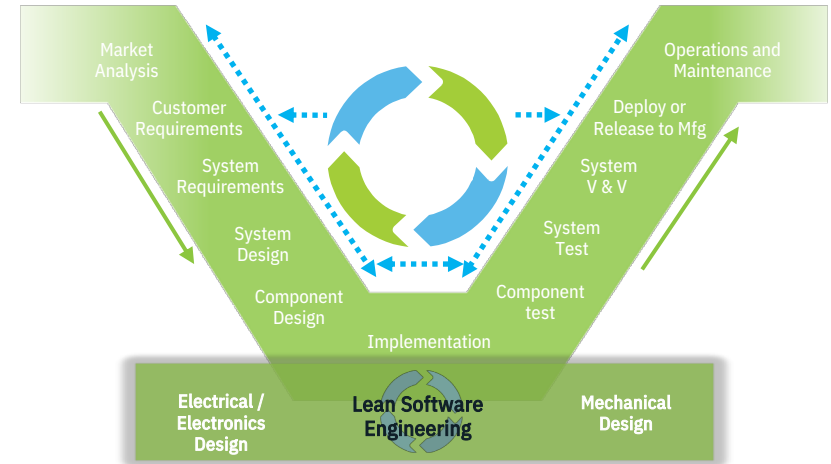 Market
Analysis
Customer
Requirements
System
Requirements
System
Design
Component
Design
Implementation
Component
test
System
Test
System
V & V
Deploy or
Release to Mfg
Operations and
Maintenance
Electrical /
Electronics
Design
Lean Software
Engineering
Mechanical
Design